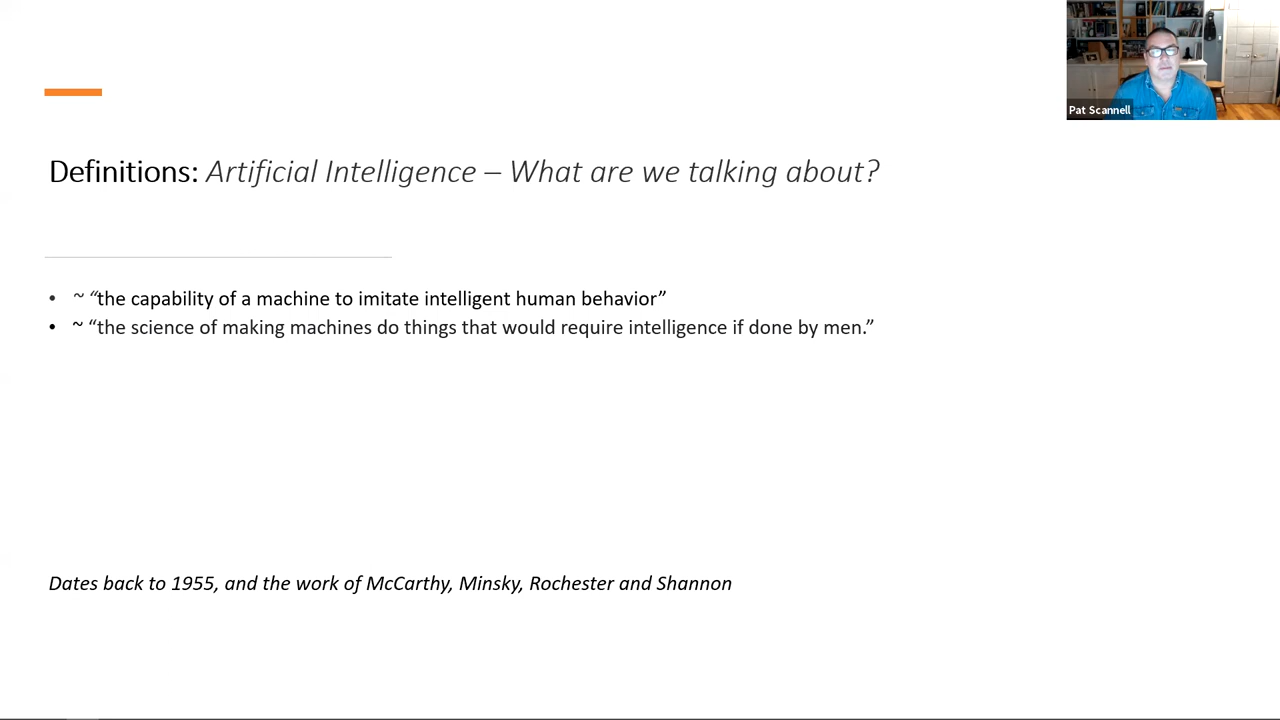 Pat Scannell
Definitions: Artificial Intelligence – What are we talking about?
• ~ “the capability of a machine to imitate intelligent human behavior”
• ~ “the science of making machines do things that would require intelligence if done by men.”
Dates back to 1955, and the work of McCarthy, Minsky, Rochester and Shannon